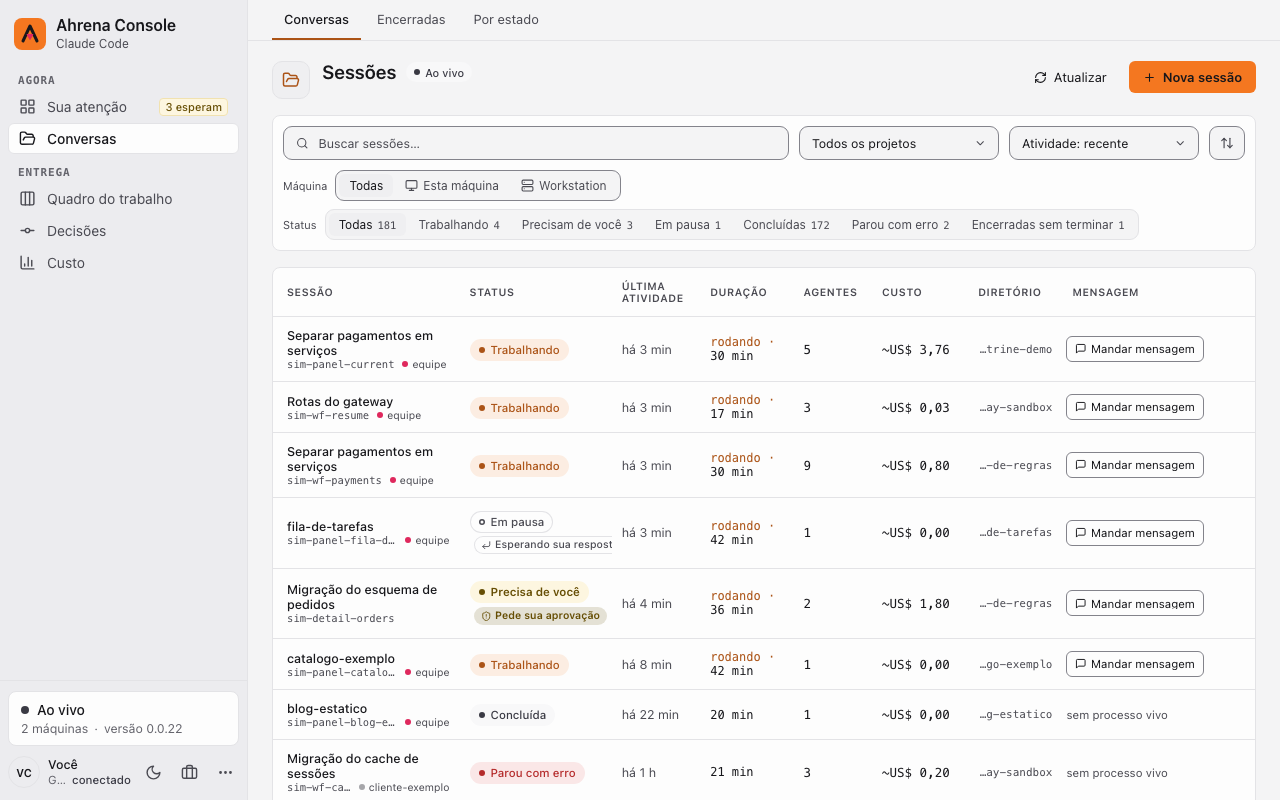 Ahrena Console
Claude Code
AGORA
Sua atenção
3 esperam
Conversas
ENTREGA
Quadro do trabalho
Decisões
Custo
Ao vivo
2 máquinas · versão 0.0.22
VC
Você
G… conectado
Conversas
Encerradas
Por estado
Sessões
Ao vivo
Atualizar
Nova sessão
Buscar sessões…
Todos os projetos
Atividade: recente
Máquina
Todas
Esta máquina
Workstation
Status
Todas 181
Trabalhando 4
Precisam de você 3
Em pausa 1
Concluídas 172
Parou com erro 2
Encerradas sem terminar 1
SESSÃO
STATUS
ÚLTIMA
ATIVIDADE
DURAÇÃO
AGENTES
CUSTO
DIRETÓRIO
MENSAGEM
Separar pagamentos em
serviços
sim-panel-current
equipe
Trabalhando
há 3 min
rodando ·
30 min
5
~US$ 3,76
…trine-demo
Mandar mensagem
Rotas do gateway
sim-wf-resume
equipe
Trabalhando
há 3 min
rodando ·
17 min
3
~US$ 0,03
…ay-sandbox
Mandar mensagem
Separar pagamentos em
serviços
sim-wf-payments
equipe
Trabalhando
há 3 min
rodando ·
30 min
9
~US$ 0,80
…-de-regras
Mandar mensagem
fila-de-tarefas
sim-panel-fila-d…
equipe
Em pausa
Esperando sua respost
há 3 min
rodando ·
42 min
1
~US$ 0,00
…de-tarefas
Mandar mensagem
Migração do esquema de
pedidos
sim-detail-orders
Precisa de você
Pede sua aprovação
há 4 min
rodando ·
36 min
2
~US$ 1,80
…-de-regras
Mandar mensagem
catalogo-exemplo
sim-panel-catalo…
equipe
Trabalhando
há 8 min
rodando ·
42 min
1
~US$ 0,00
…go-exemplo
Mandar mensagem
blog-estatico
sim-panel-blog-e…
equipe
Concluída
há 22 min
20 min
1
~US$ 0,00
…g-estatico
sem processo vivo
Migração do cache de
sessões
sim-wf-ca…
cliente-exemplo
Parou com erro
há 1 h
21 min
3
~US$ 0,20
…ay-sandbox
sem processo vivo